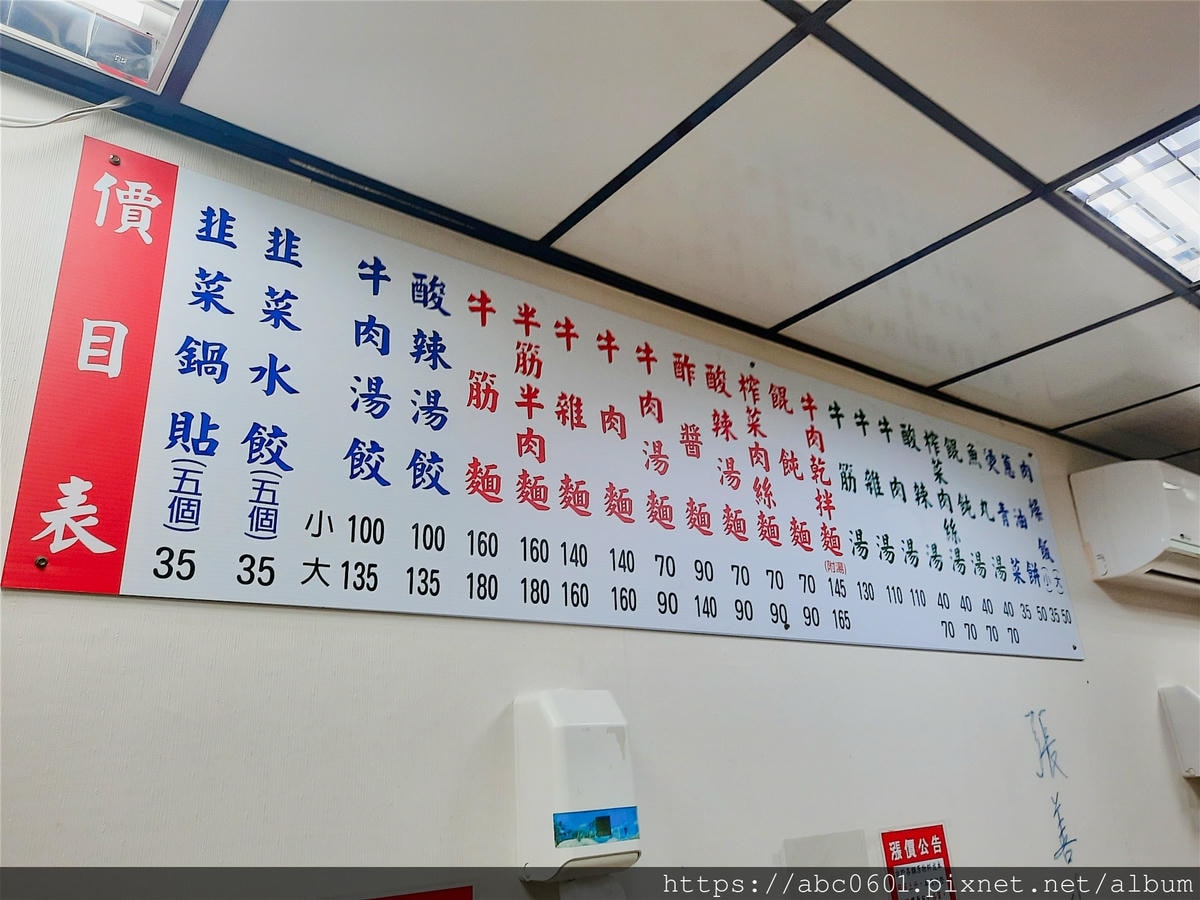 價目表
韭菜鍋貼(五個) 35
韭菜水餃(五個) 35
小 大
牛肉湯餃 100 135
酸辣湯餃 100 135
牛筋麵 160 180
半筋半肉麵 160 180
牛雜麵 140 160
牛肉麵 140 160
牛肉湯麵 70 90
酢醬麵 90 140
酸辣湯麵 70 90
榨菜肉絲麵 70 90
餛飩麵 70 90
牛肉乾拌麵(附湯) 145 165
牛筋湯 130
牛雜湯 110
牛肉湯 110
酸辣湯 40 70
榨菜肉絲湯 40 70
餛飩湯 40 70
魚丸湯 40 70
燙青菜 35
蔥油餅 50
肉燥飯(小)(大) 35 50
張善
漲價公告
https://abc0601.pixnet.net/album